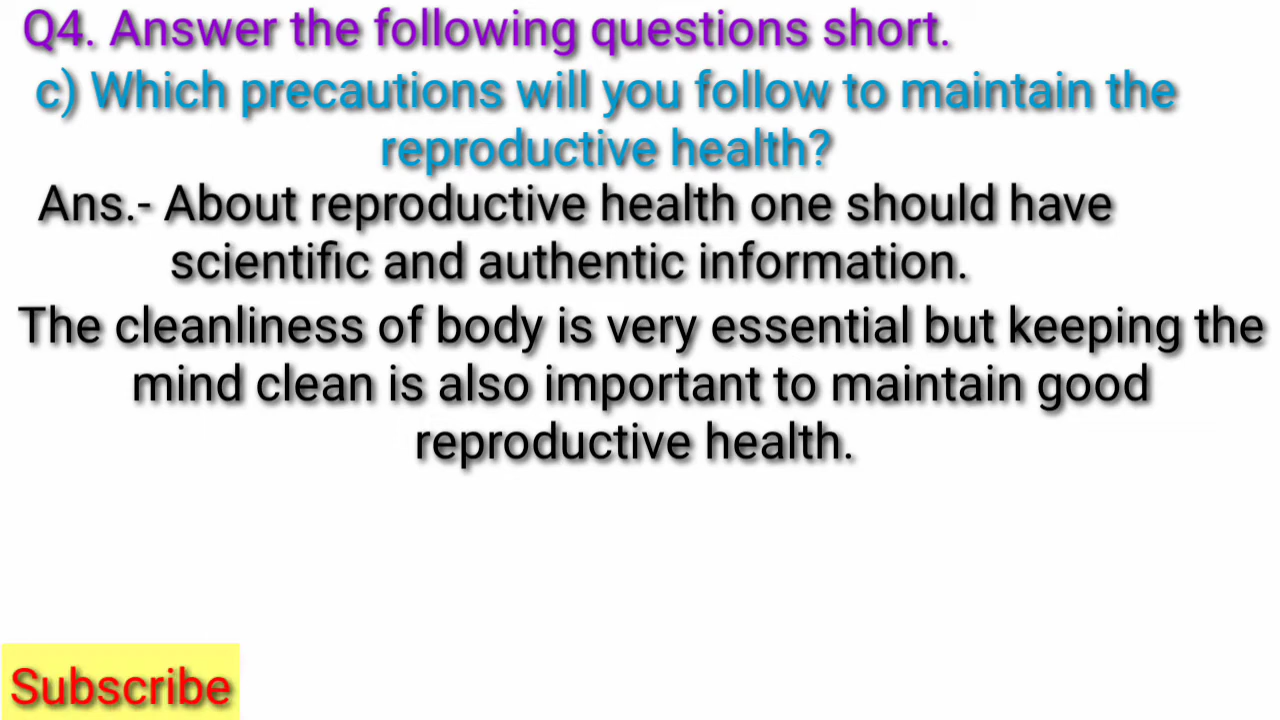 Q4. Answer the following questions short.
c) Which precautions will you follow to maintain the
reproductive health?
Ans.- About reproductive health one should have
scientific and authentic information.
The cleanliness of body is very essential but keeping the
mind clean is also important to maintain good
reproductive health.
Subscribe